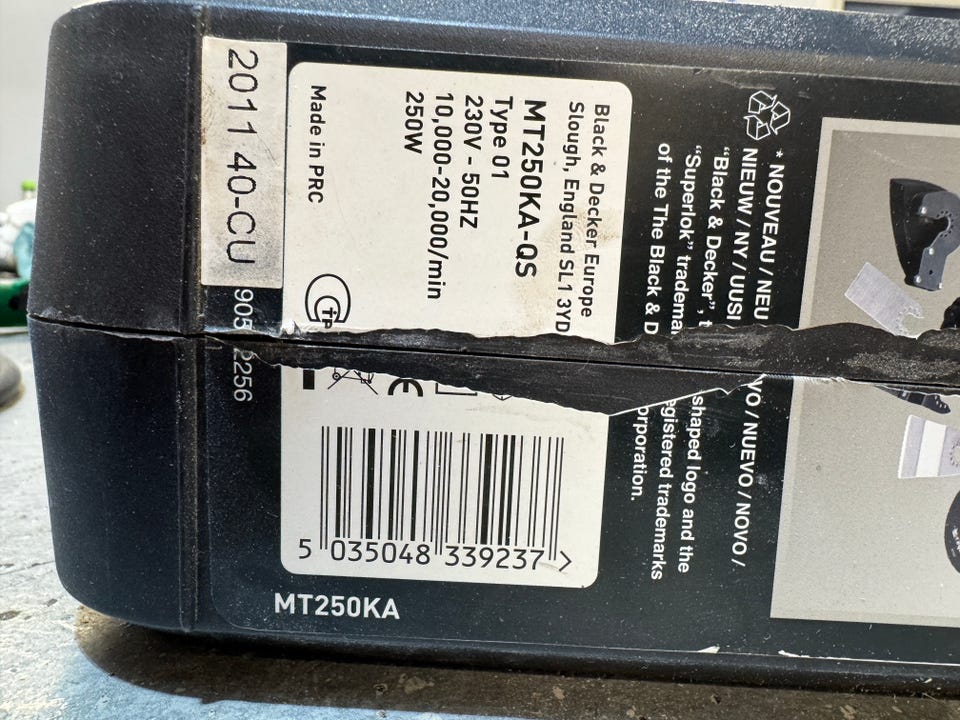 2011 40-CU
905
2256
Black & Decker Europe
Slough, England SL1 3YD
MT250KA-QS
Type 01
230V - 50HZ
10,000-20,000/min
250W
Made in PRC
CE
5 035048 339237 >
MT250KA
* NOUVEAU / NEU
NIEUW / NY / UUSI /
VO / NUEVO / NOVO /
"Black & Decker",
shaped logo and the
"Superlok"
egistered trademarks
of the The Black & D
orporation.